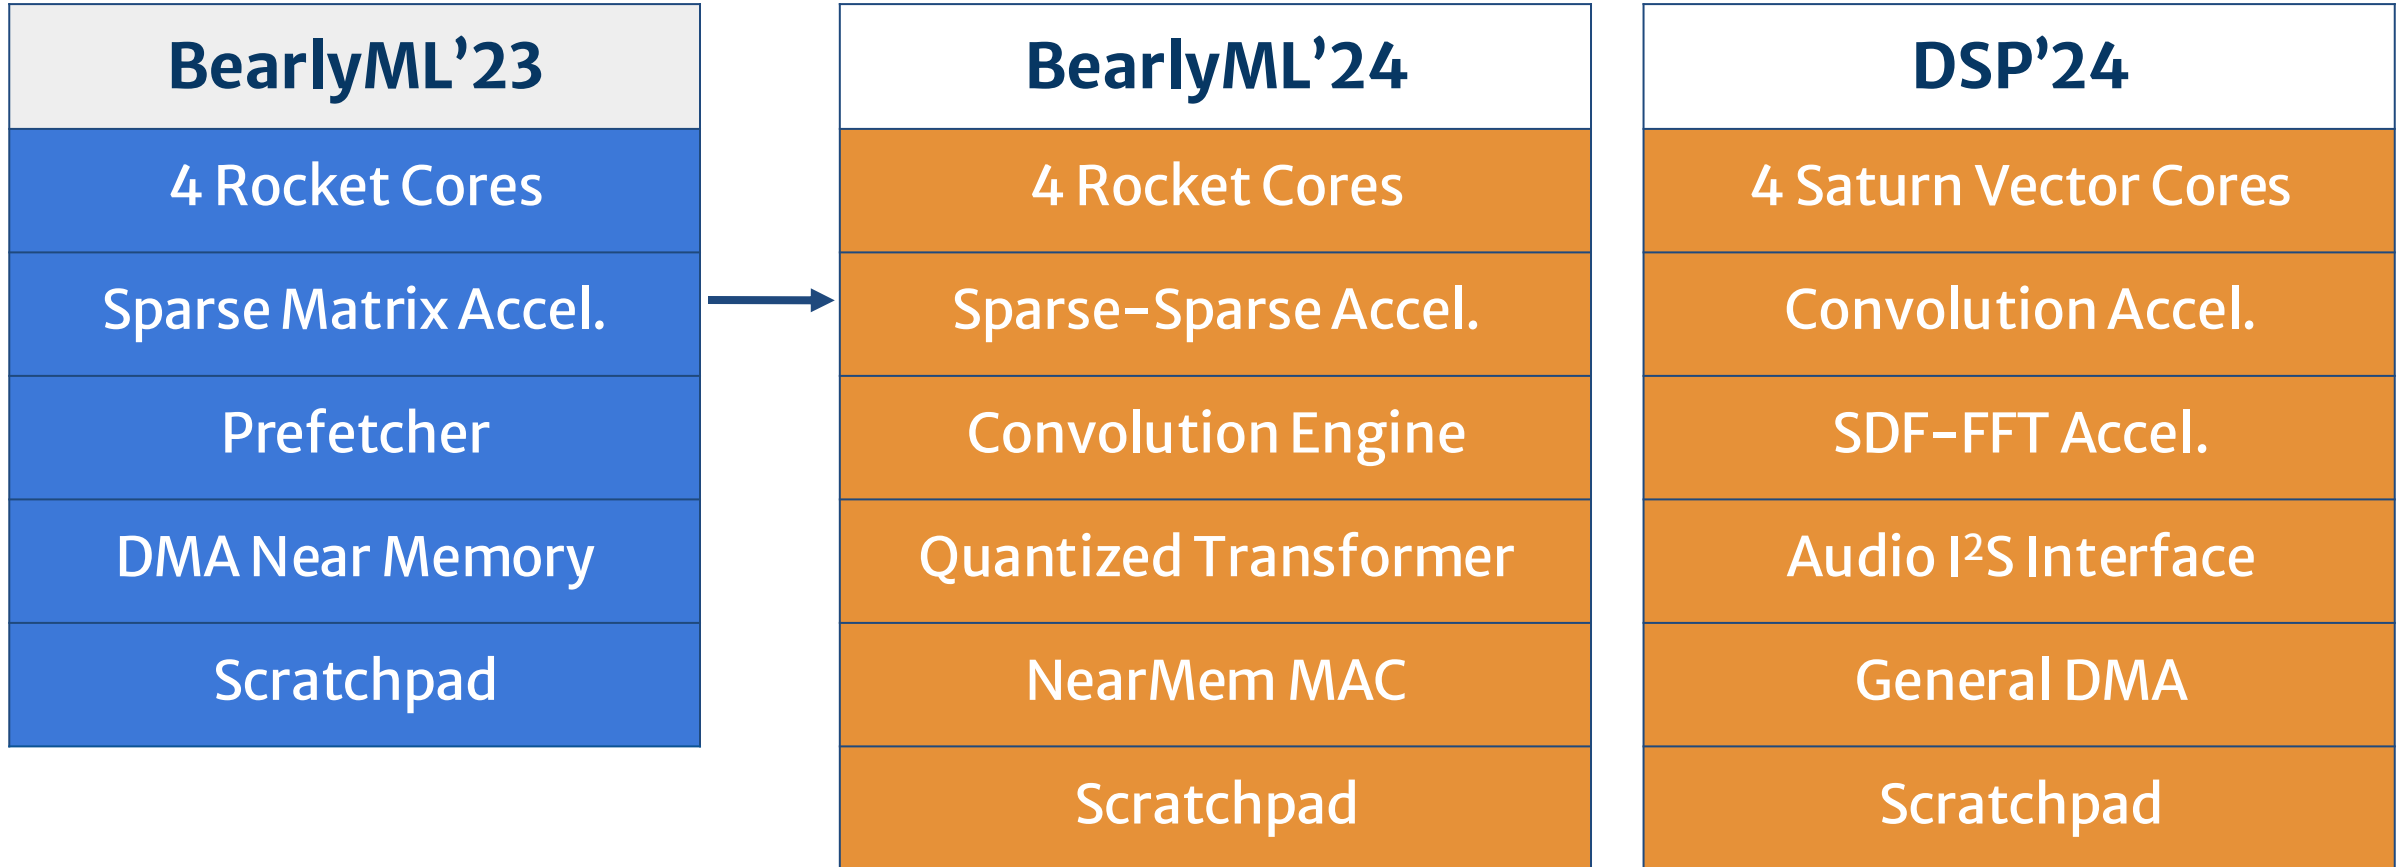 BearlyML’23
4 Rocket Cores
Sparse Matrix Accel.
Prefetcher
DMA Near Memory
Scratchpad
BearlyML’24
4 Rocket Cores
Sparse-Sparse Accel.
Convolution Engine
Quantized Transformer
NearMem MAC
Scratchpad
DSP’24
4 Saturn Vector Cores
Convolution Accel.
SDF-FFT Accel.
Audio I²S Interface
General DMA
Scratchpad